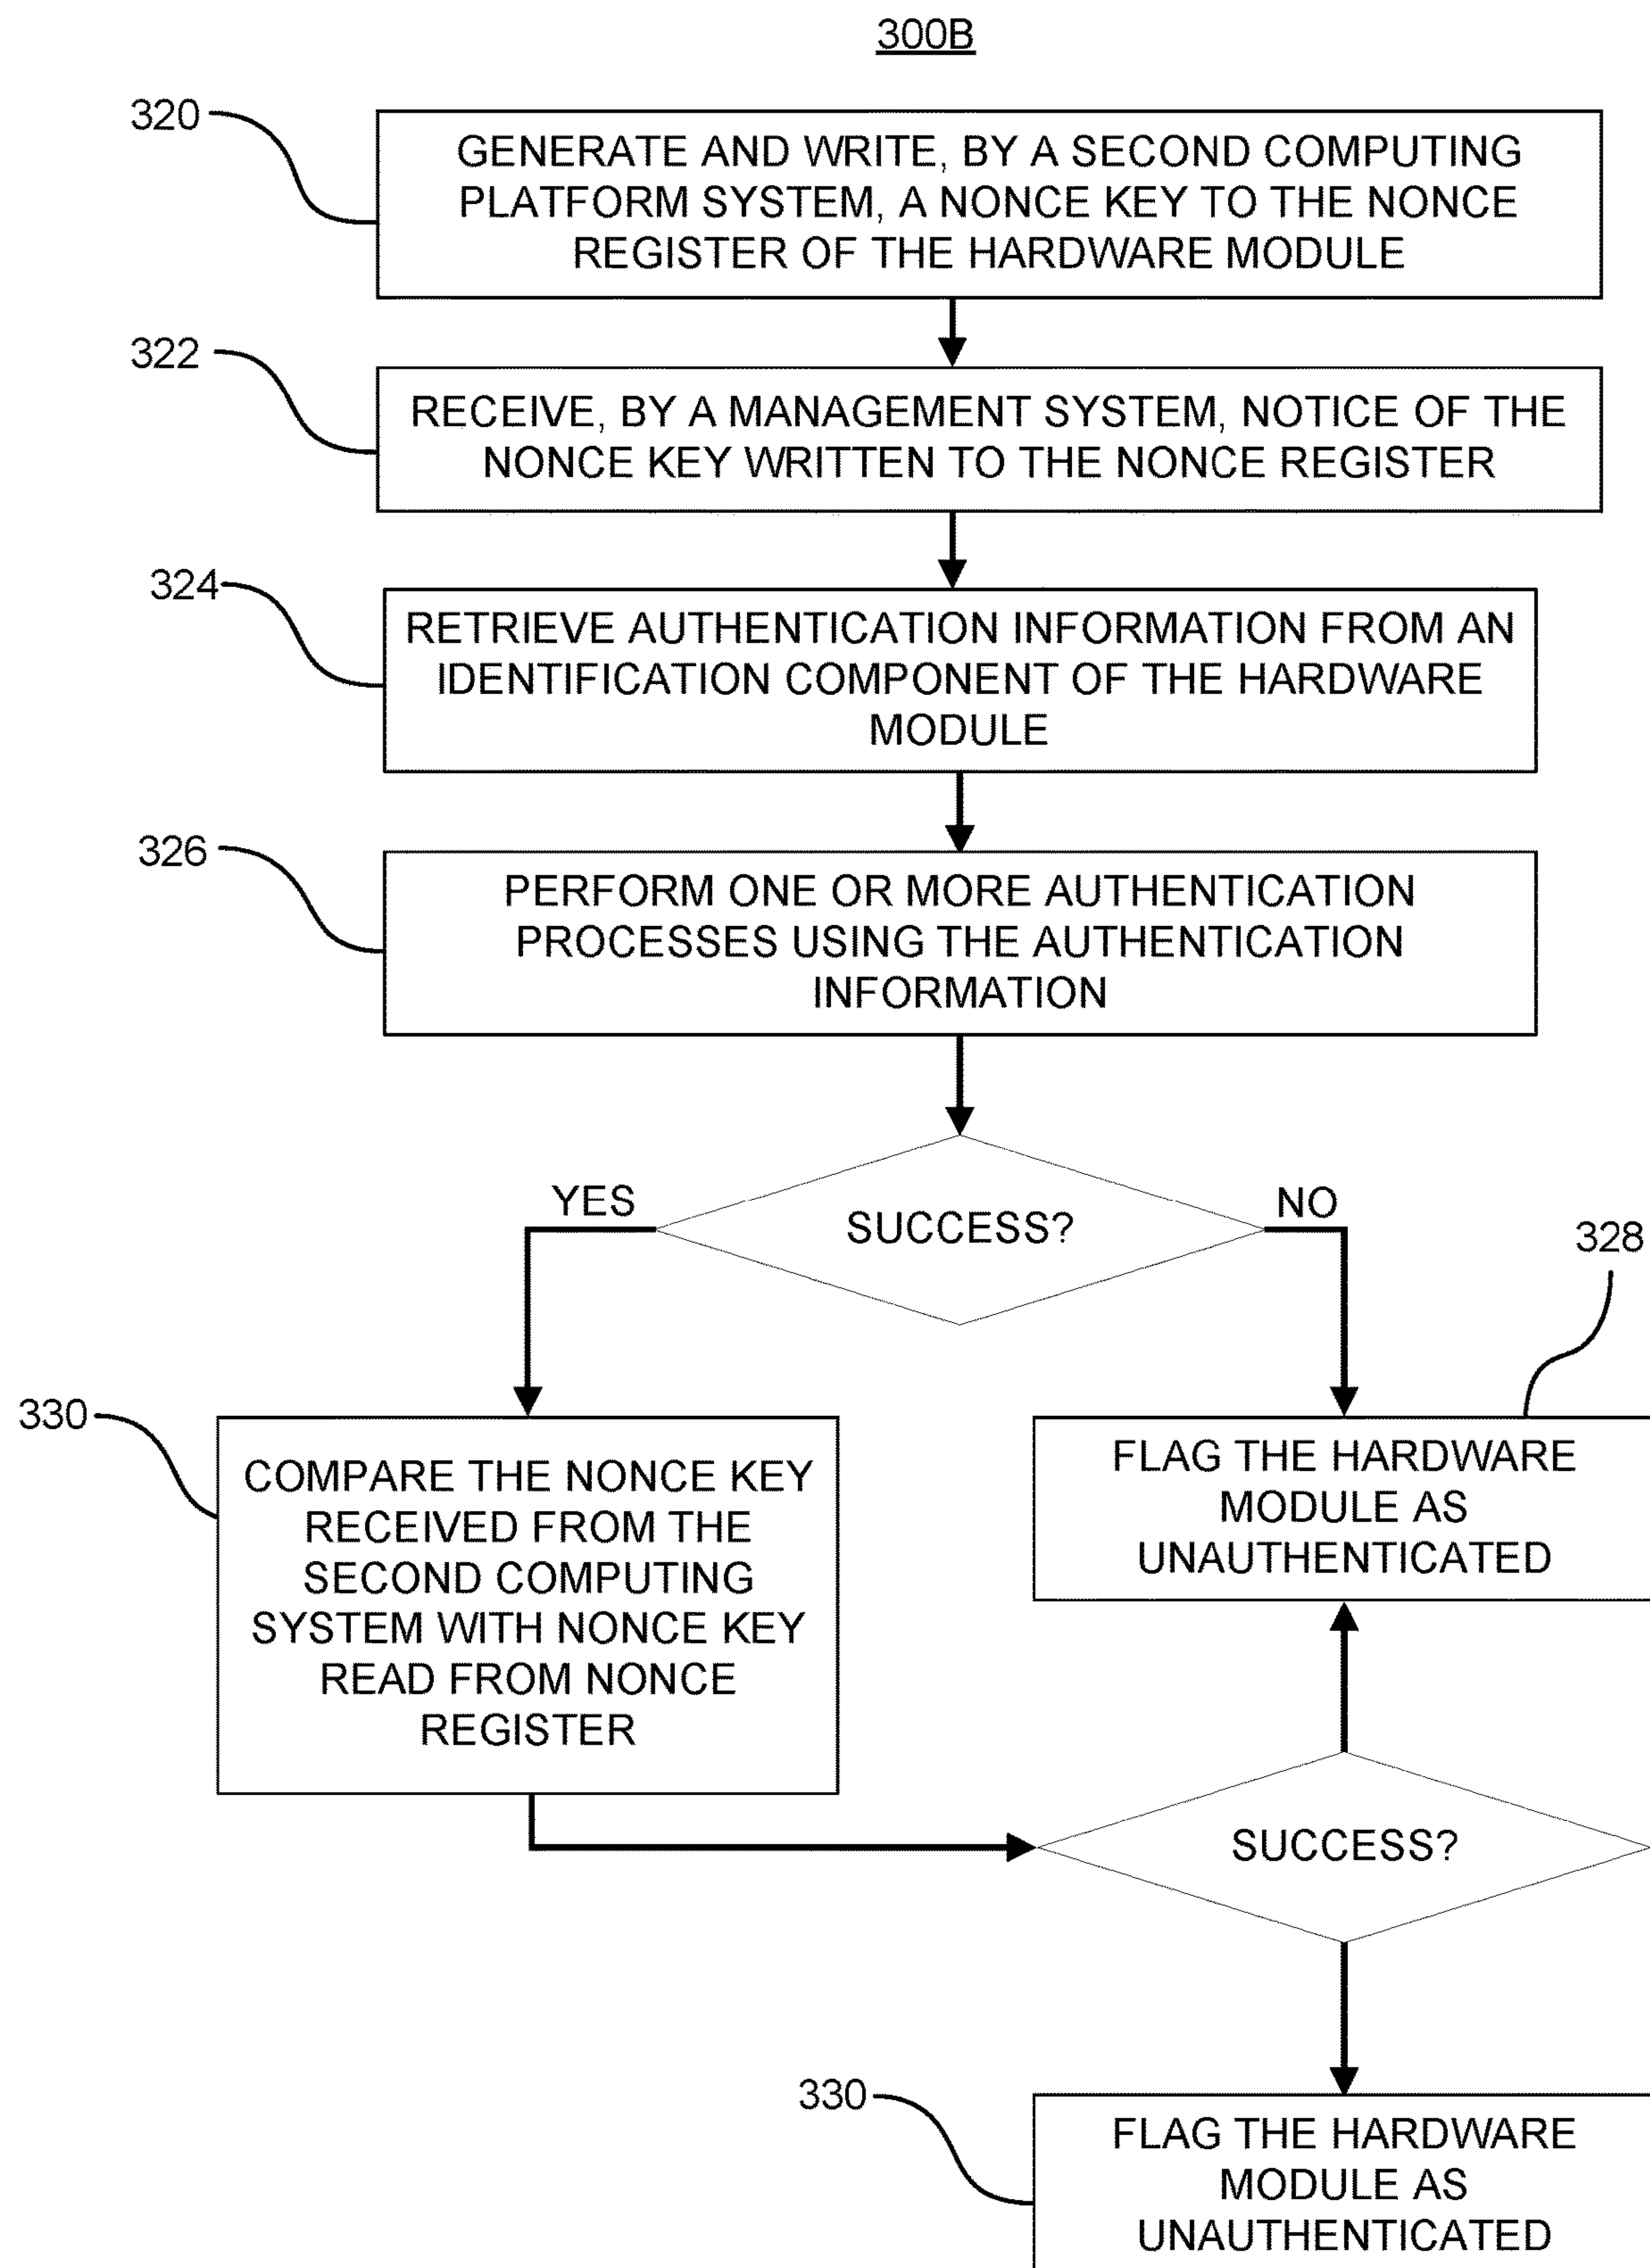 300B
320
GENERATE AND WRITE, BY A SECOND COMPUTING
PLATFORM SYSTEM, A NONCE KEY TO THE NONCE
REGISTER OF THE HARDWARE MODULE
322
RECEIVE, BY A MANAGEMENT SYSTEM, NOTICE OF THE
NONCE KEY WRITTEN TO THE NONCE REGISTER
324
RETRIEVE AUTHENTICATION INFORMATION FROM AN
IDENTIFICATION COMPONENT OF THE HARDWARE
MODULE
326
PERFORM ONE OR MORE AUTHENTICATION
PROCESSES USING THE AUTHENTICATION
INFORMATION
YES
SUCCESS?
NO
328
330
COMPARE THE NONCE KEY
RECEIVED FROM THE
SECOND COMPUTING
SYSTEM WITH NONCE KEY
READ FROM NONCE
REGISTER
FLAG THE HARDWARE
MODULE AS
UNAUTHENTICATED
SUCCESS?
330
FLAG THE HARDWARE
MODULE AS
UNAUTHENTICATED